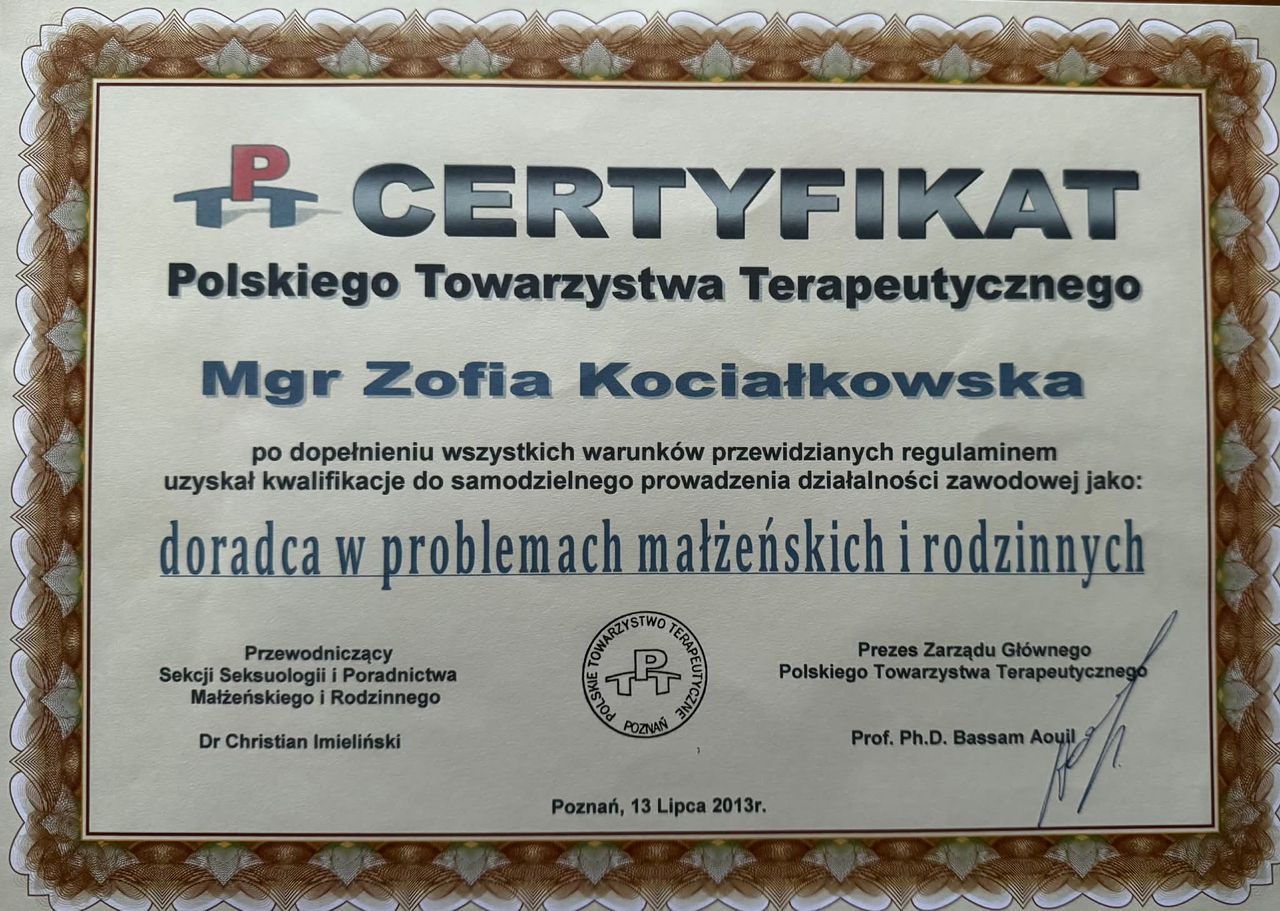 PTT CERTYFIKAT
Polskiego Towarzystwa Terapeutycznego
Mgr Zofia Kociałkowska
po dopełnieniu wszystkich warunków przewidzianych regulaminem
uzyskał kwalifikacje do samodzielnego prowadzenia działalności zawodowej jako:
doradca w problemach małżeńskich i rodzinnych
Przewodniczący
Sekcji Seksuologii i Poradnictwa
Małżeńskiego i Rodzinnego
Dr Christian Imieliński
POLSKIE TOWARZYSTWO TERAPEUTYCZNE
PTT
POZNAŃ
Prezes Zarządu Głównego
Polskiego Towarzystwa Terapeutycznego
Prof. Ph.D. Bassam Aouil
Poznań, 13 Lipca 2013r.